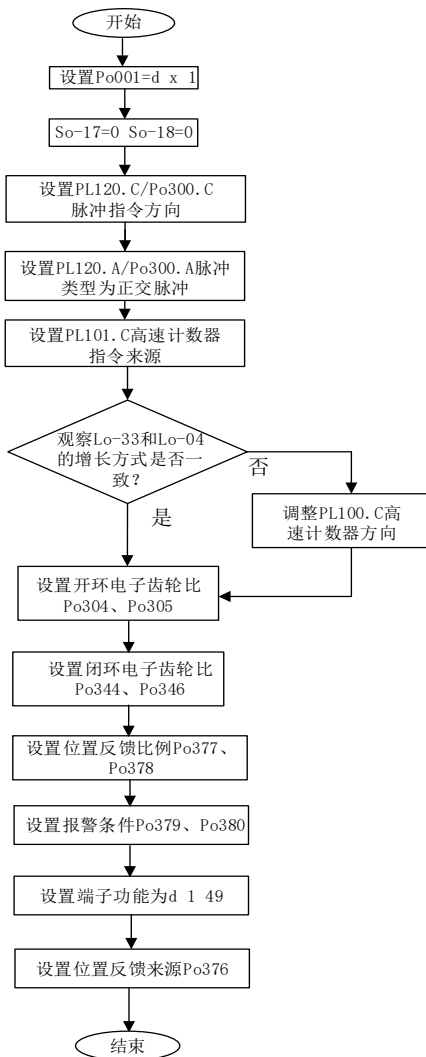 开始
设置Po001=d x 1
So-17=0 So-18=0
设置PL120.C/Po300.C
脉冲指令方向
设置PL120.A/Po300.A脉冲
类型为正交脉冲
设置PL101.C高速计数器
指令来源
观察Lo-33和Lo-04
的增长方式是否一
致？
否
是
调整PL100.C高
速计数器方向
设置开环电子齿轮比
Po304、Po305
设置闭环电子齿轮比
Po344、Po346
设置位置反馈比例Po377、
Po378
设置报警条件Po379、Po380
设置端子功能为d 1 49
设置位置反馈来源Po376
结束